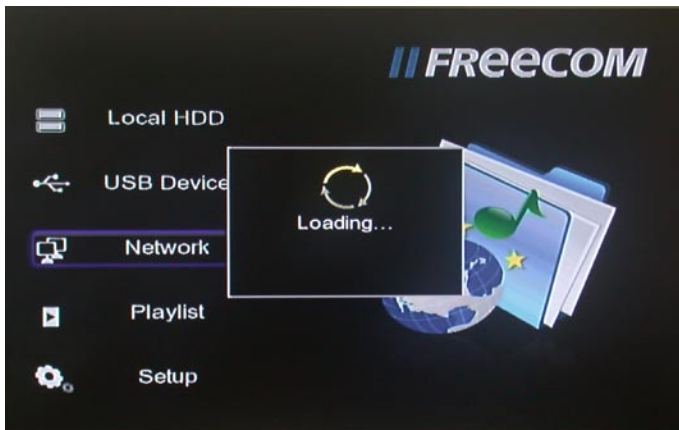 FREECOM
Local HDD
USB Device
Loading...
Network
Playlist
Setup